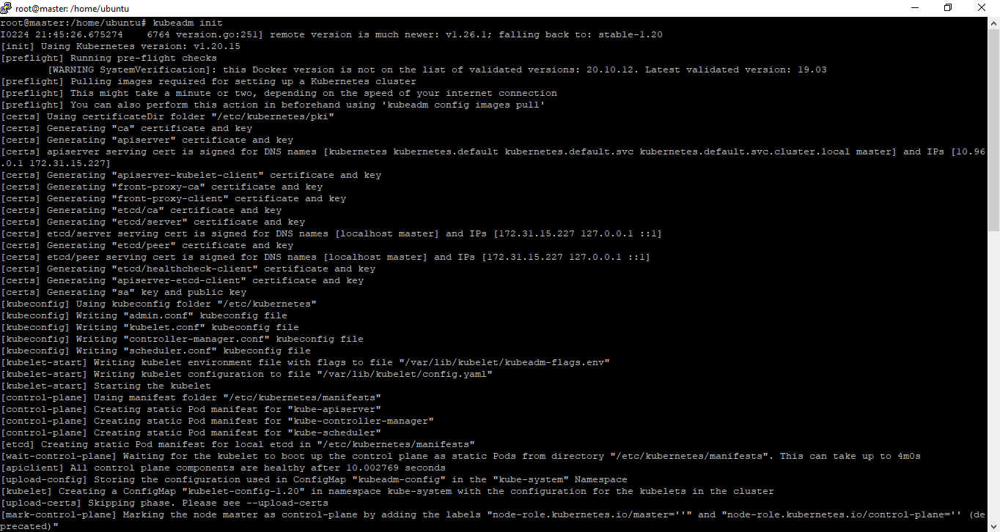 root@master: /home/ubuntu
root@master:/home/ubuntu# kubeadm init
I0224 21:45:26.675274    6764 version.go:251] remote version is much newer: v1.26.1; falling back to: stable-1.20
[init] Using Kubernetes version: v1.20.15
[preflight] Running pre-flight checks
        [WARNING SystemVerification]: this Docker version is not on the list of validated versions: 20.10.12. Latest validated version: 19.03
[preflight] Pulling images required for setting up a Kubernetes cluster
[preflight] This might take a minute or two, depending on the speed of your internet connection
[preflight] You can also perform this action in beforehand using 'kubeadm config images pull'
[certs] Using certificateDir folder "/etc/kubernetes/pki"
[certs] Generating "ca" certificate and key
[certs] Generating "apiserver" certificate and key
[certs] apiserver serving cert is signed for DNS names [kubernetes kubernetes.default kubernetes.default.svc kubernetes.default.svc.cluster.local master] and IPs [10.96
.0.1 172.31.15.227]
[certs] Generating "apiserver-kubelet-client" certificate and key
[certs] Generating "front-proxy-ca" certificate and key
[certs] Generating "front-proxy-client" certificate and key
[certs] Generating "etcd/ca" certificate and key
[certs] Generating "etcd/server" certificate and key
[certs] etcd/server serving cert is signed for DNS names [localhost master] and IPs [172.31.15.227 127.0.0.1 ::1]
[certs] Generating "etcd/peer" certificate and key
[certs] etcd/peer serving cert is signed for DNS names [localhost master] and IPs [172.31.15.227 127.0.0.1 ::1]
[certs] Generating "etcd/healthcheck-client" certificate and key
[certs] Generating "apiserver-etcd-client" certificate and key
[certs] Generating "sa" key and public key
[kubeconfig] Using kubeconfig folder "/etc/kubernetes"
[kubeconfig] Writing "admin.conf" kubeconfig file
[kubeconfig] Writing "kubelet.conf" kubeconfig file
[kubeconfig] Writing "controller-manager.conf" kubeconfig file
[kubeconfig] Writing "scheduler.conf" kubeconfig file
[kubelet-start] Writing kubelet environment file with flags to file "/var/lib/kubelet/kubeadm-flags.env"
[kubelet-start] Writing kubelet configuration to file "/var/lib/kubelet/config.yaml"
[kubelet-start] Starting the kubelet
[control-plane] Using manifest folder "/etc/kubernetes/manifests"
[control-plane] Creating static Pod manifest for "kube-apiserver"
[control-plane] Creating static Pod manifest for "kube-controller-manager"
[control-plane] Creating static Pod manifest for "kube-scheduler"
[etcd] Creating static Pod manifest for local etcd in "/etc/kubernetes/manifests"
[wait-control-plane] Waiting for the kubelet to boot up the control plane as static Pods from directory "/etc/kubernetes/manifests". This can take up to 4m0s
[apiclient] All control plane components are healthy after 10.002769 seconds
[upload-config] Storing the configuration used in ConfigMap "kubeadm-config" in the "kube-system" Namespace
[kubelet] Creating a ConfigMap "kubelet-config-1.20" in namespace kube-system with the configuration for the kubelets in the cluster
[upload-certs] Skipping phase. Please see --upload-certs
[mark-control-plane] Marking the node master as control-plane by adding the labels "node-role.kubernetes.io/master=''" and "node-role.kubernetes.io/control-plane='' (de
precated)"